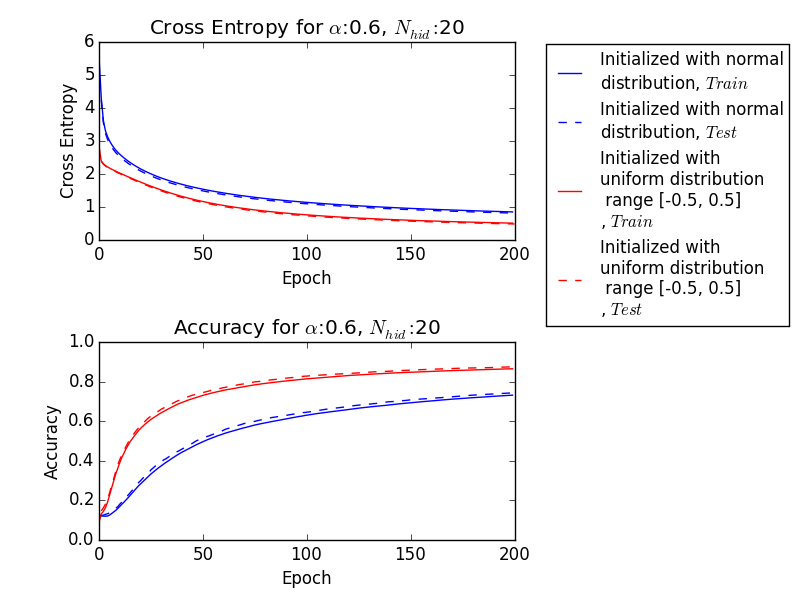 Cross Entropy for α:0.6, N_hid:20
6
5
4
3
2
1
0
Cross Entropy
0 50 100 150 200
Epoch
Initialized with normal
distribution, Train
Initialized with normal
distribution, Test
Initialized with
uniform distribution
range [-0.5, 0.5]
, Train
Initialized with
uniform distribution
range [-0.5, 0.5]
, Test
Accuracy for α:0.6, N_hid:20
1.0
0.8
0.6
0.4
0.2
0.0
Accuracy
0 50 100 150 200
Epoch